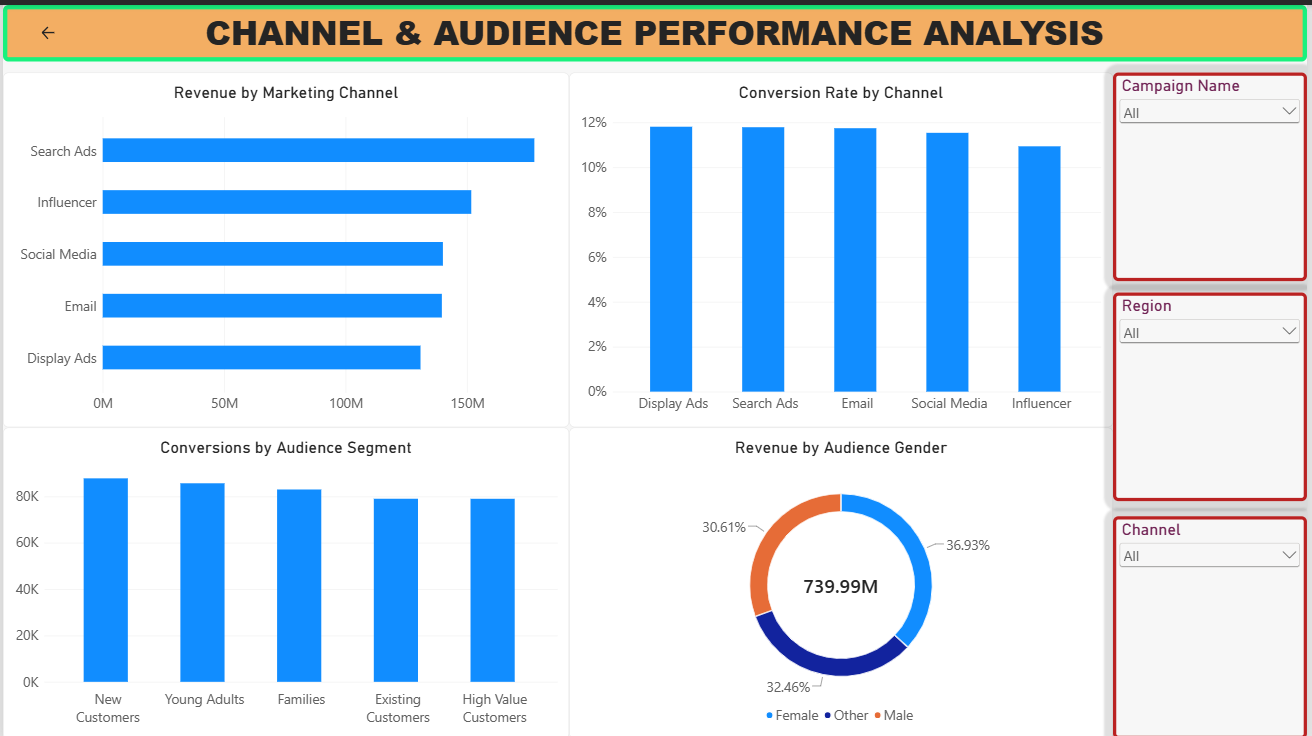 CHANNEL & AUDIENCE PERFORMANCE ANALYSIS
Revenue by Marketing Channel
Search Ads
Influencer
Social Media
Email
Display Ads
0M 50M 100M 150M
Conversion Rate by Channel
12%
10%
8%
6%
4%
2%
0%
Display Ads Search Ads Email Social Media Influencer
Campaign Name
All
Region
All
Channel
All
Conversions by Audience Segment
80K
60K
40K
20K
0K
New Customers Young Adults Families Existing Customers High Value Customers
Revenue by Audience Gender
30.61%
36.93%
739.99M
32.46%
Female Other Male